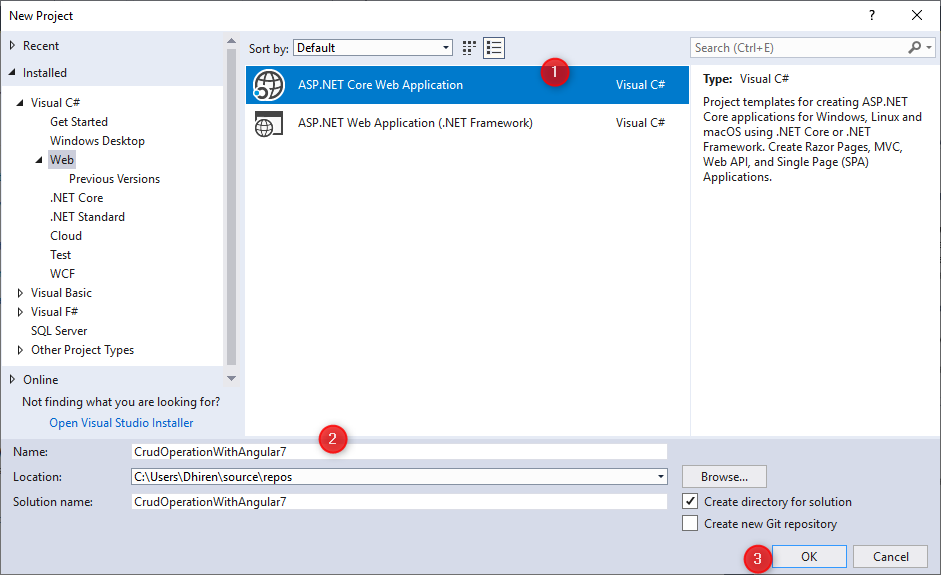 New Project
?
Recent
Installed
Visual C#
Get Started
Windows Desktop
Web
Previous Versions
.NET Core
.NET Standard
Cloud
Test
WCF
Visual Basic
Visual F#
SQL Server
Other Project Types
Online
Not finding what you are looking for?
Open Visual Studio Installer
Sort by: Default
1
ASP.NET Core Web Application Visual C#
ASP.NET Web Application (.NET Framework) Visual C#
Search (Ctrl+E)
Type: Visual C#
Project templates for creating ASP.NET
Core applications for Windows, Linux and
macOS using .NET Core or .NET
Framework. Create Razor Pages, MVC,
Web API, and Single Page (SPA)
Applications.
2
Name: CrudOperationWithAngular7
Location: C:\Users\Dhiren\source\repos
Browse...
Solution name: CrudOperationWithAngular7
Create directory for solution
Create new Git repository
3
OK
Cancel